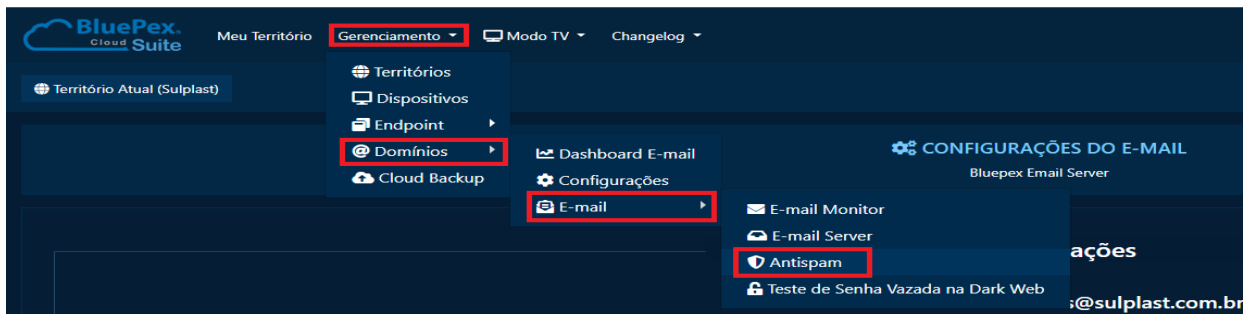 BluePex.
Cloud Suite
Meu Território
Gerenciamento
Modo TV
Changelog
Território Atual (Sulplast)
Territórios
Dispositivos
Endpoint
Domínios
Cloud Backup
Dashboard E-mail
Configurações
E-mail
CONFIGURAÇÕES DO E-MAIL
Bluepex Email Server
E-mail Monitor
E-mail Server
Antispam
Teste de Senha Vazada na Dark Web
ações
s@sulplast.com.br